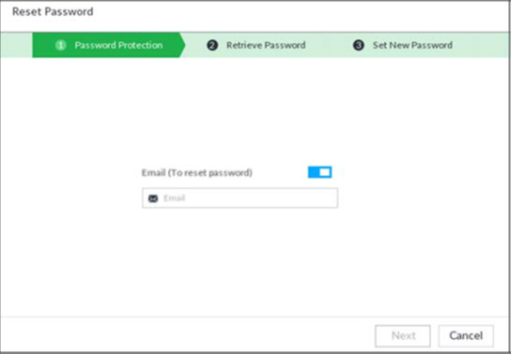 Reset Password
1 Password Protection
2 Retrieve Password
3 Set New Password
Email (To reset password)
Email
Next
Cancel